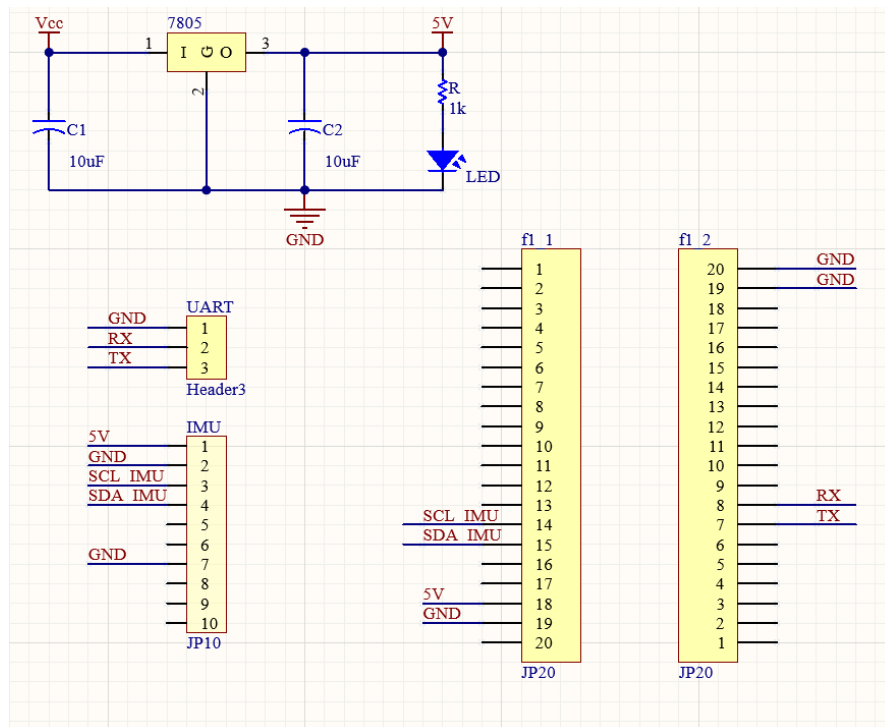 Vcc
7805
5V
1
I G O
3
2
R
1k
C1
10uF
C2
10uF
LED
GND
UART
GND 1
RX 2
TX 3
Header3
IMU
5V 1
GND 2
SCL_IMU 3
SDA_IMU 4
5
6
GND 7
8
9
10
JP10
f1_1
1
2
3
4
5
6
7
8
9
10
11
12
13
SCL_IMU 14
SDA_IMU 15
16
17
5V 18
GND 19
20
JP20
f1_2
20 GND
19 GND
18
17
16
15
14
13
12
11
10
9
8 RX
7 TX
6
5
4
3
2
1
JP20